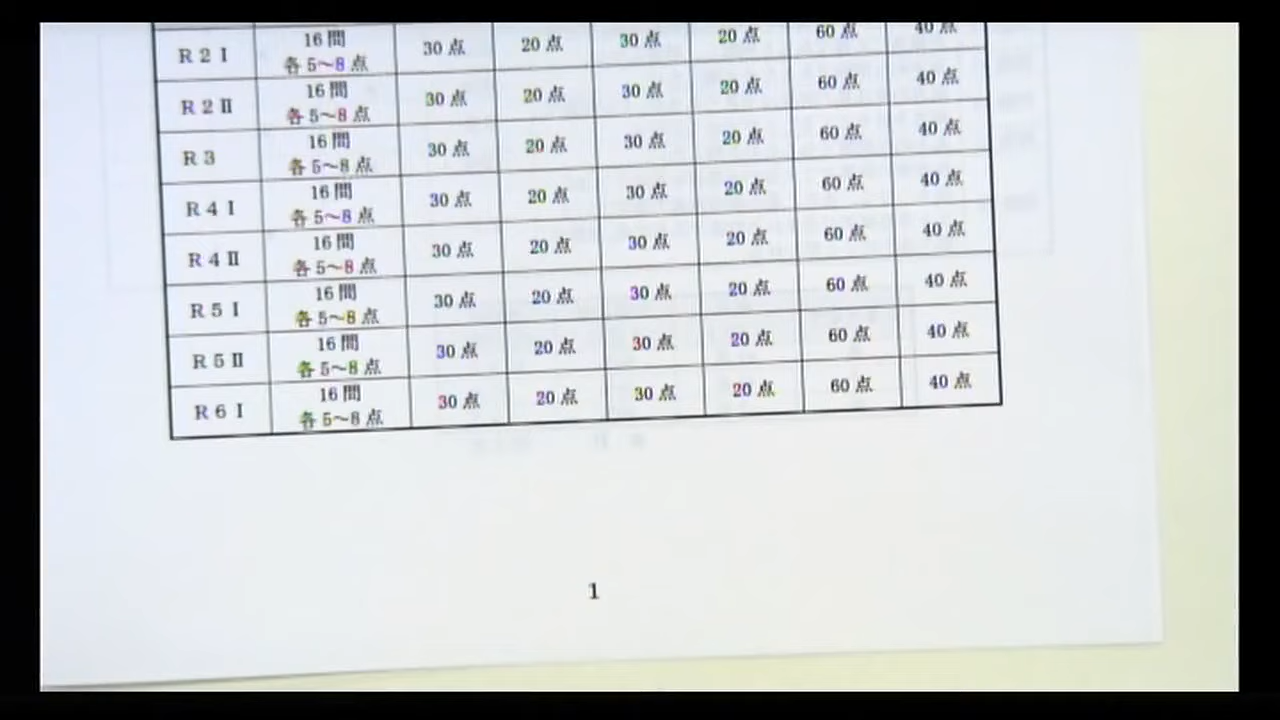 R2Ⅰ 16問 各5～8点 30点 20点 30点 20点 60点 40点
R2Ⅱ 16問 各5～8点 30点 20点 30点 20点 60点 40点
R3 16問 各5～8点 30点 20点 30点 20点 60点 40点
R4Ⅰ 16問 各5～8点 30点 20点 30点 20点 60点 40点
R4Ⅱ 16問 各5～8点 30点 20点 30点 20点 60点 40点
R5Ⅰ 16問 各5～8点 30点 20点 30点 20点 60点 40点
R5Ⅱ 16問 各5～8点 30点 20点 30点 20点 60点 40点
R6Ⅰ 16問 各5～8点 30点 20点 30点 20点 60点 40点
1